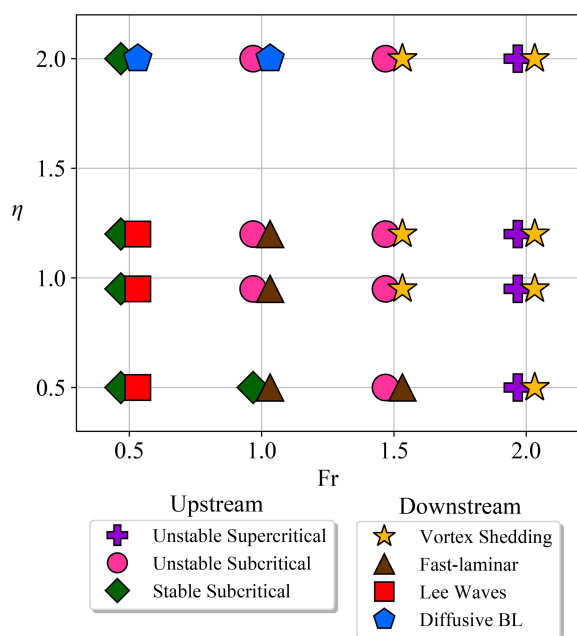 2.0
1.5
η
1.0
0.5
0.5 1.0 1.5 2.0
Fr
Upstream
Unstable Supercritical
Unstable Subcritical
Stable Subcritical
Downstream
Vortex Shedding
Fast-laminar
Lee Waves
Diffusive BL